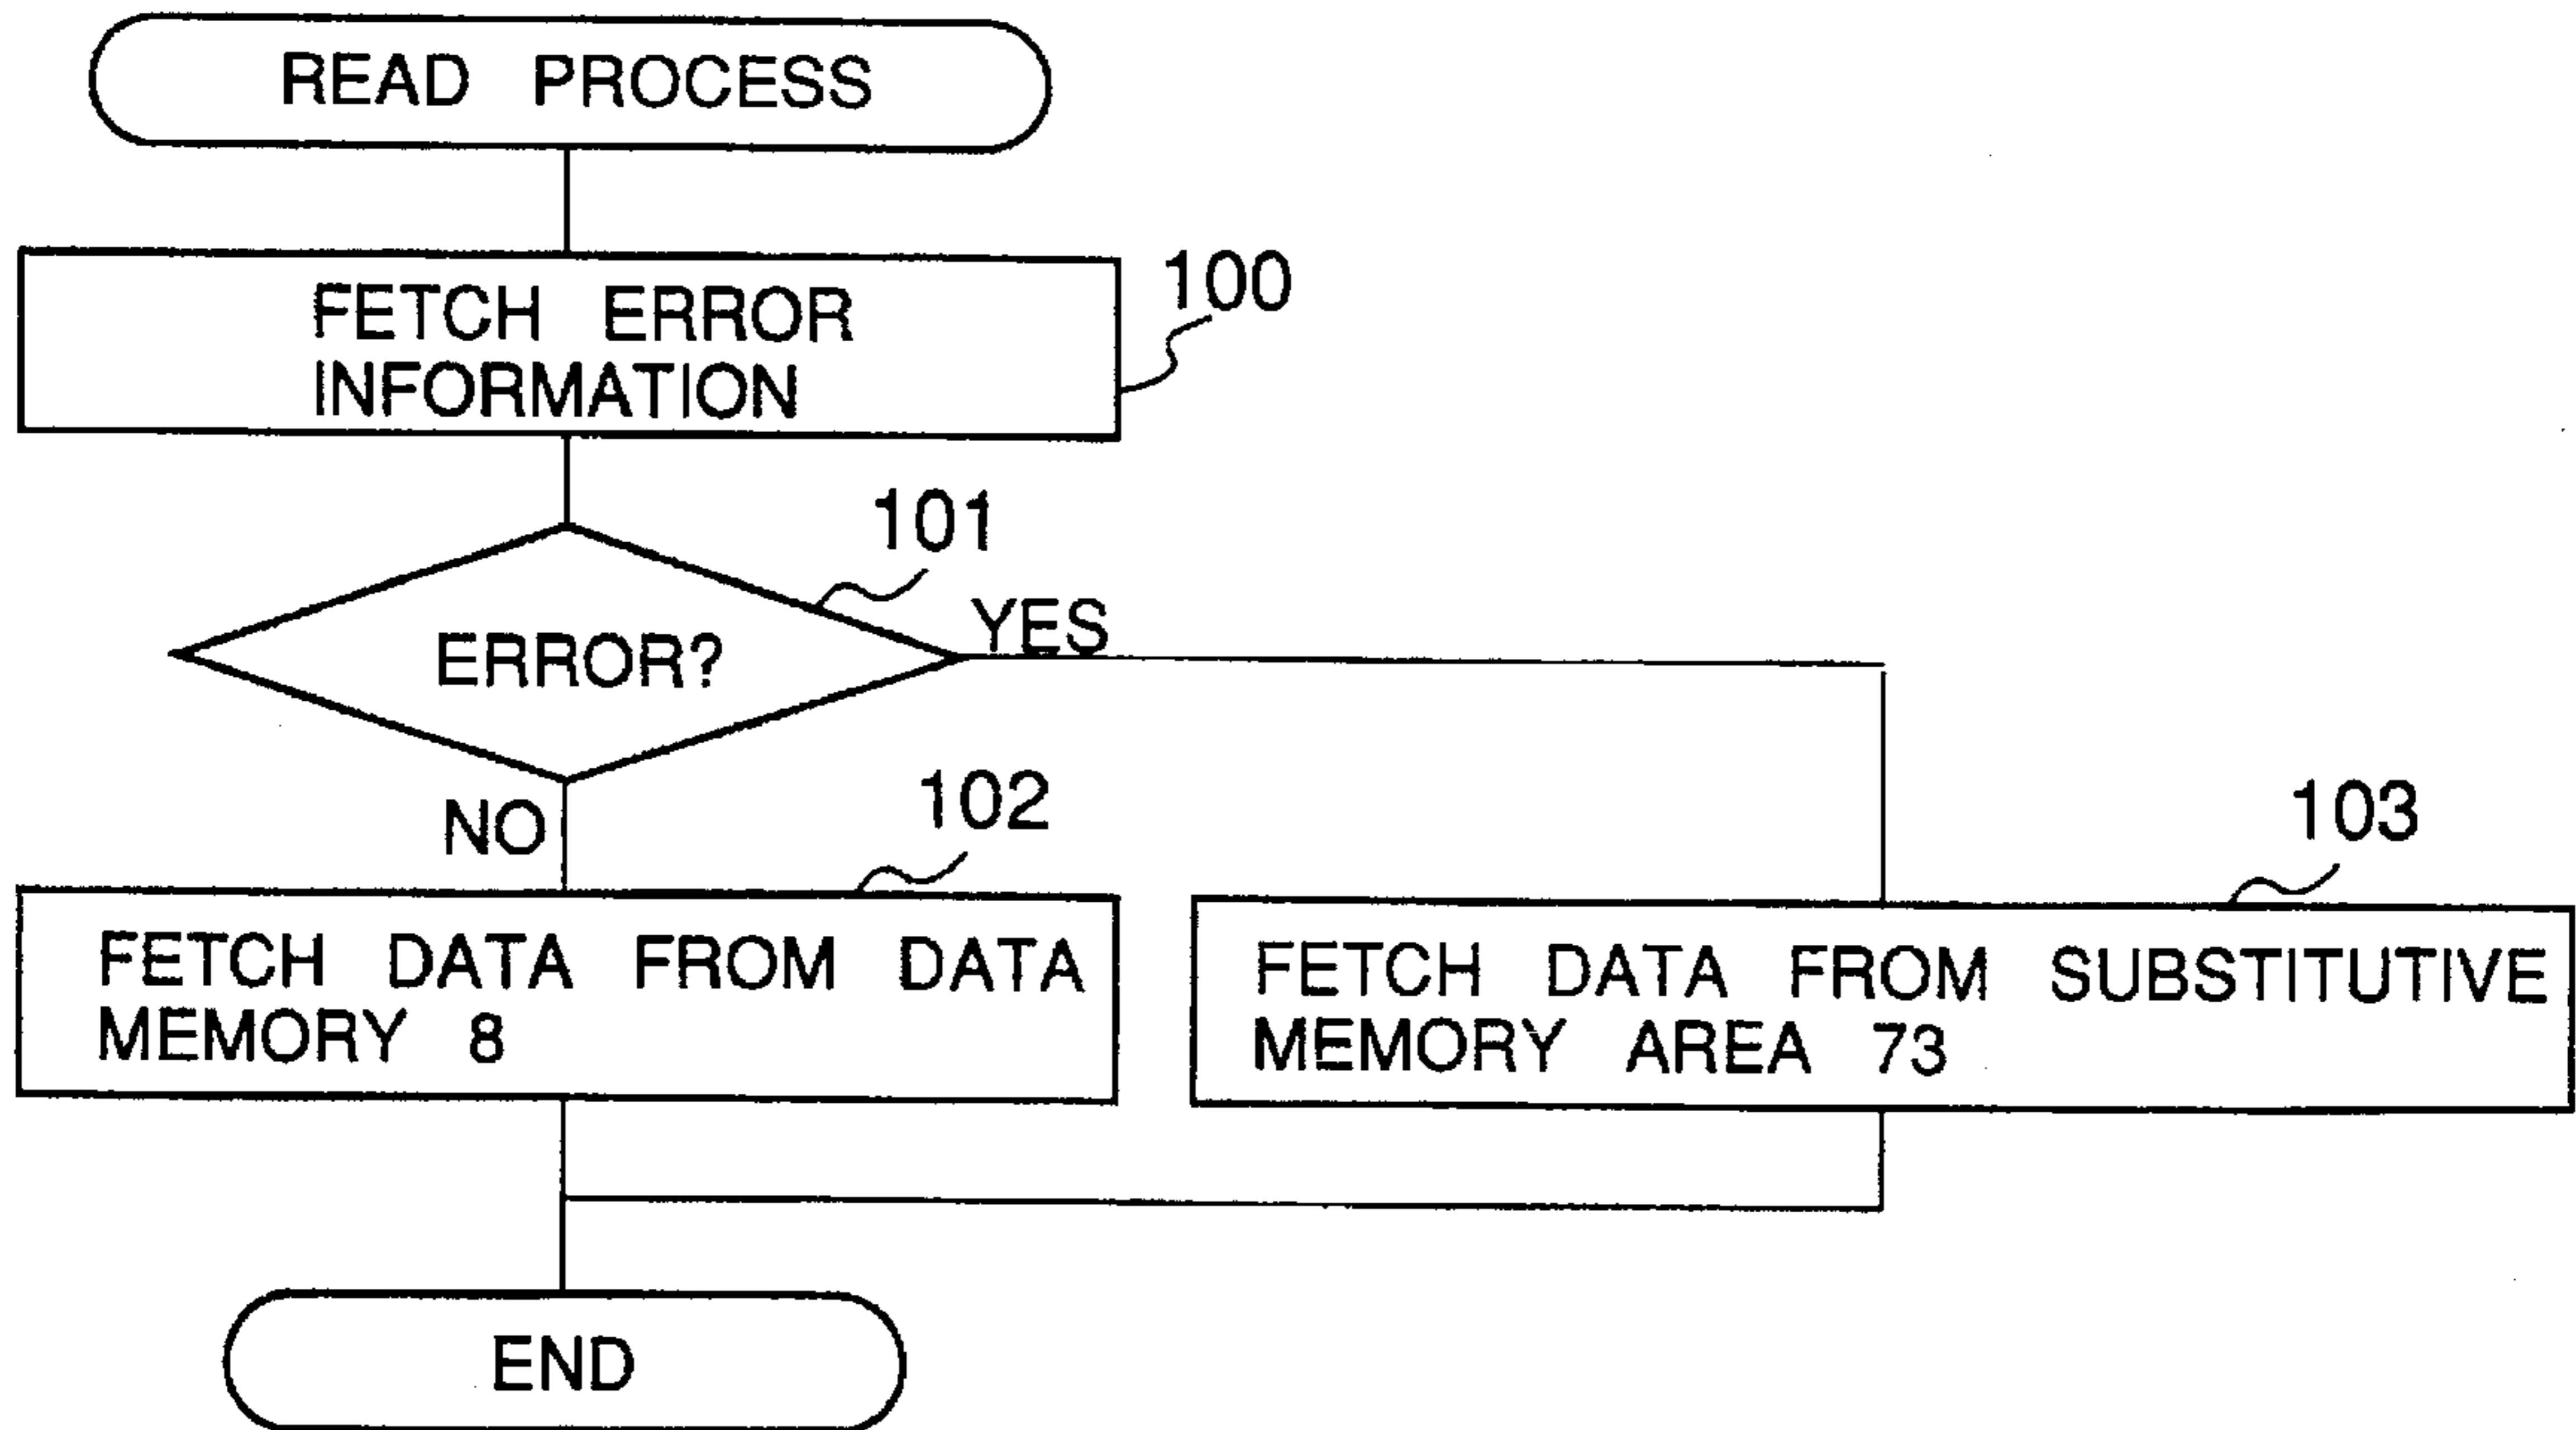 READ PROCESS
FETCH ERROR
INFORMATION
100
101
ERROR?
YES
NO
102
FETCH DATA FROM DATA
MEMORY 8
103
FETCH DATA FROM SUBSTITUTIVE
MEMORY AREA 73
END